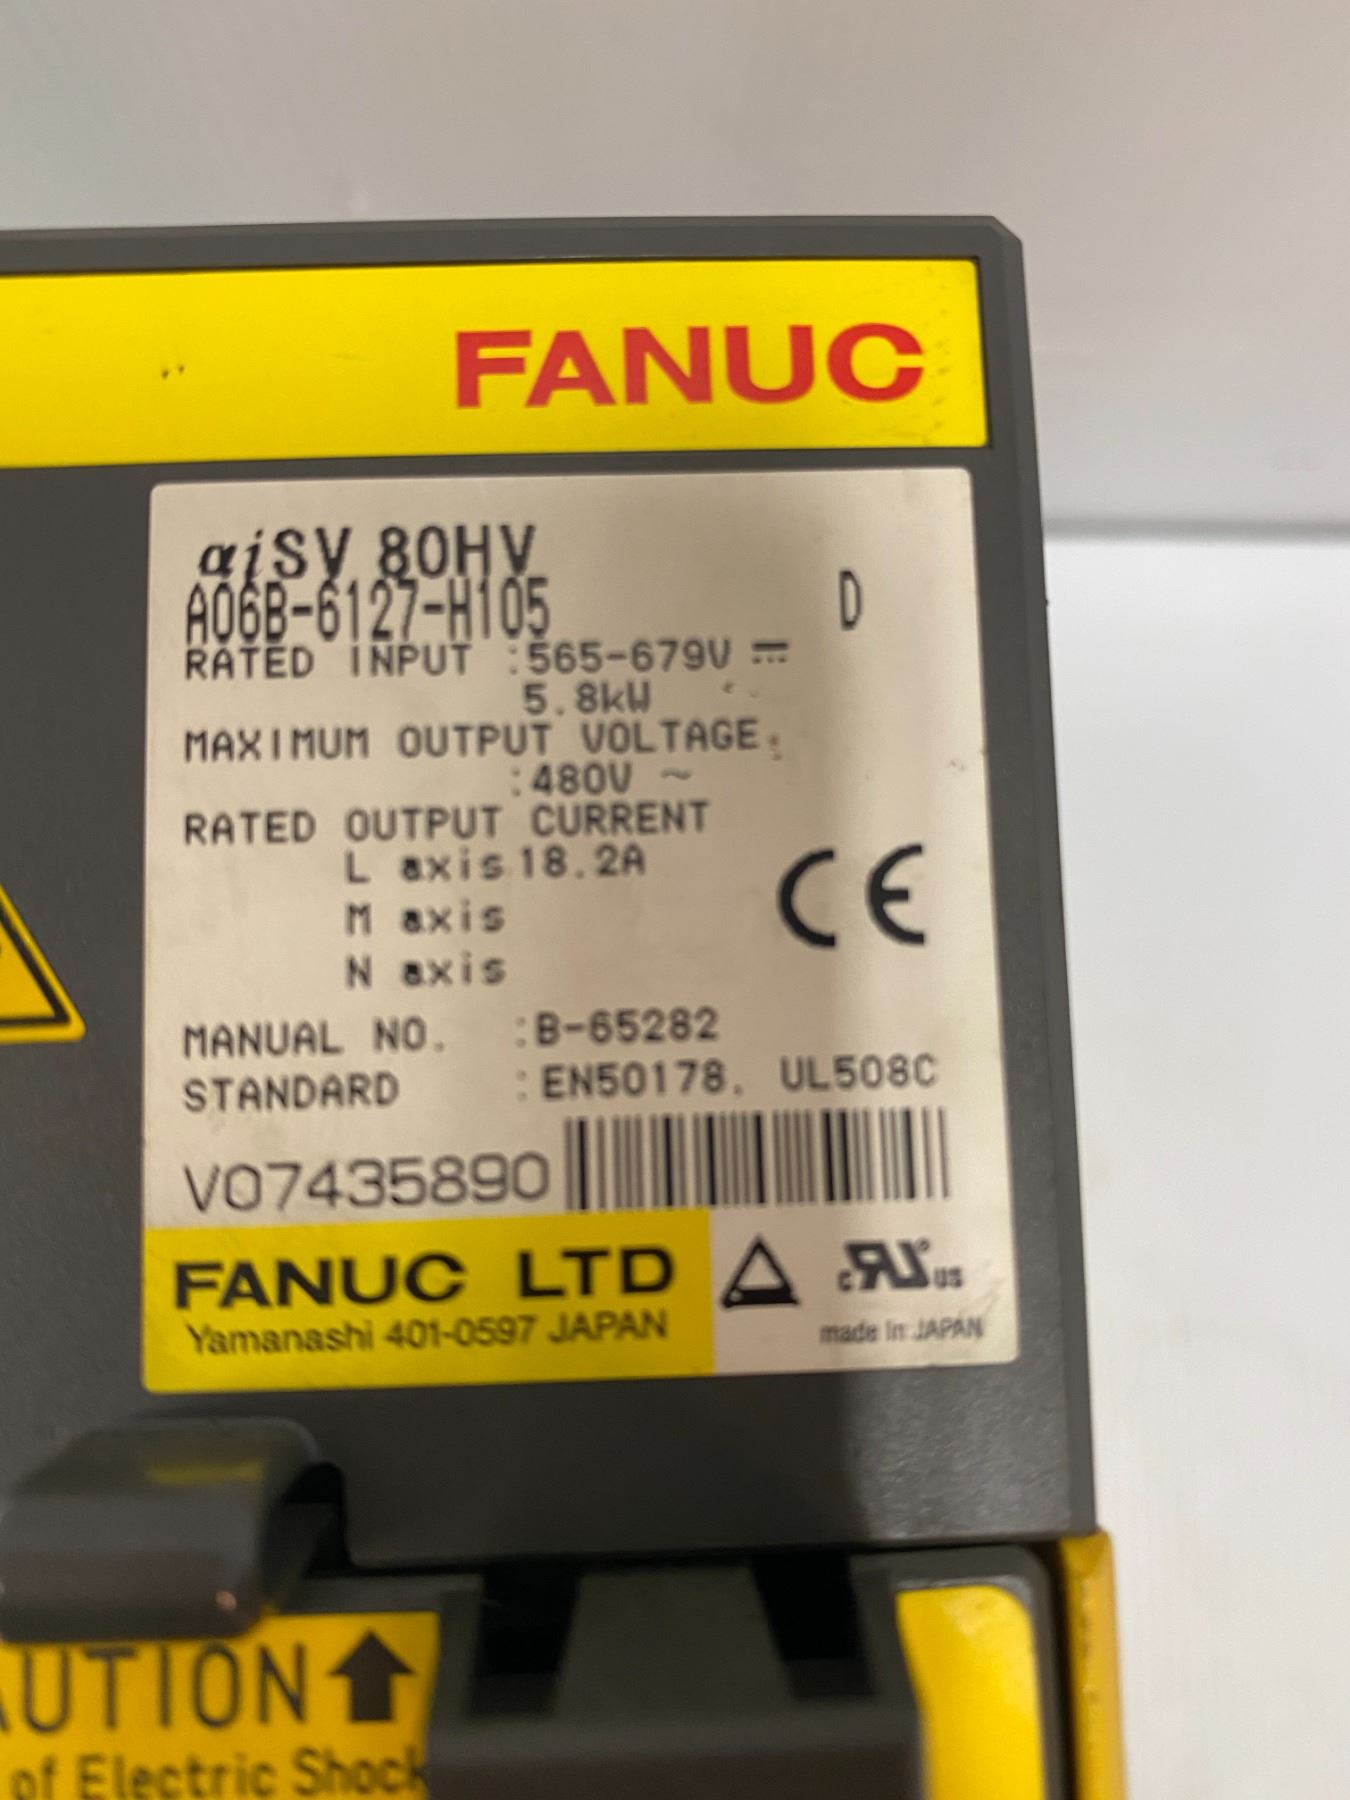 FANUC
αiSV 80HV
A06B-6127-H105 D
RATED INPUT :565-679V ⎓
5.8kW
MAXIMUM OUTPUT VOLTAGE
:480V ~
RATED OUTPUT CURRENT
L axis 18.2A
M axis
N axis
CE
MANUAL NO. :B-65282
STANDARD :EN50178. UL508C
V07435890
FANUC LTD
Yamanashi 401-0597 JAPAN
c RU us
made in JAPAN
AUTION
of Electric Shock